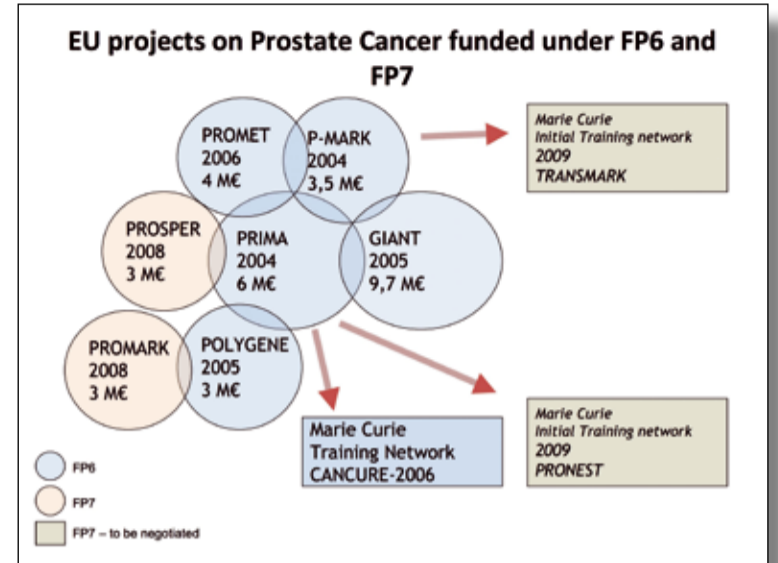 EU projects on Prostate Cancer funded under FP6 and
FP7
PROMET
2006
4 M€
P-MARK
2004
3,5 M€
Marie Curie
Initial Training network
2009
TRANSMARK
PROSPER
2008
3 M€
PRIMA
2004
6 M€
GIANT
2005
9,7 M€
PROMARK
2008
3 M€
POLYGENE
2005
3 M€
Marie Curie
Training Network
CANCURE-2006
Marie Curie
Initial Training network
2009
PRONEST
FP6
FP7
FP7 – to be negotiated